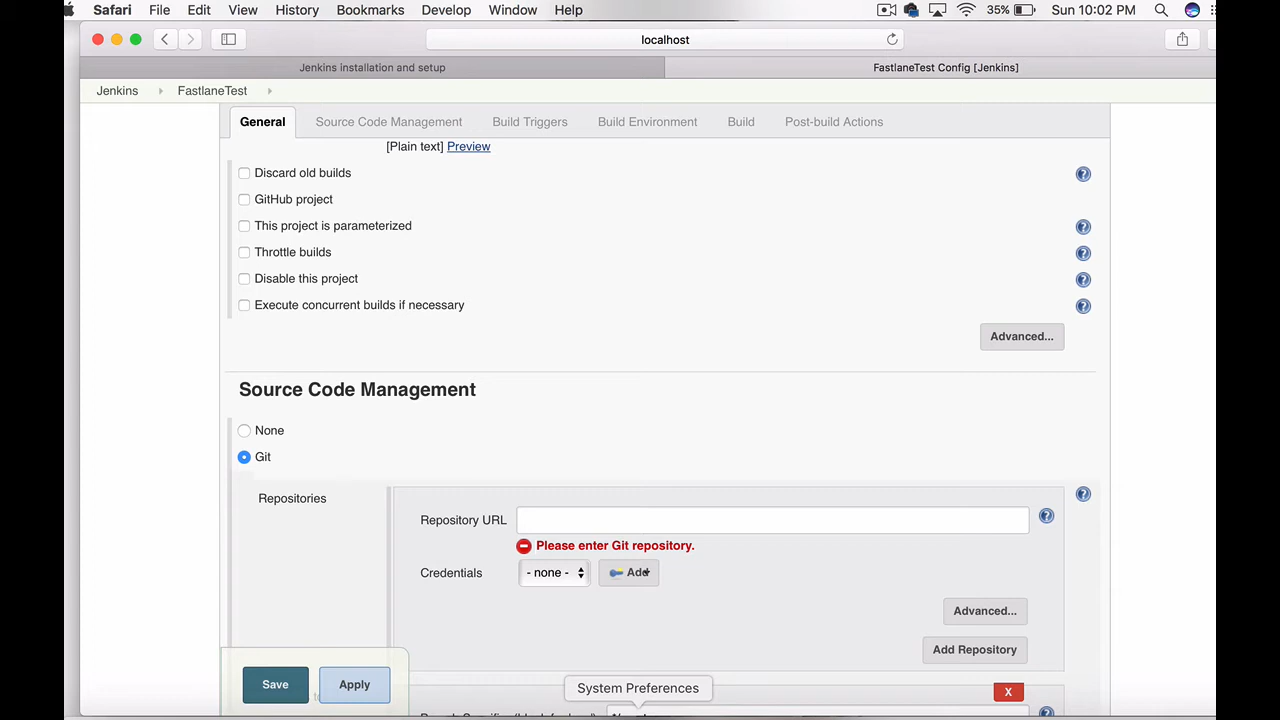 Safari File Edit View History Bookmarks Develop Window Help 35% Sun 10:02 PM
localhost
Jenkins installation and setup FastlaneTest Config [Jenkins]
Jenkins FastlaneTest
General Source Code Management Build Triggers Build Environment Build Post-build Actions
[Plain text] Preview
Discard old builds
GitHub project
This project is parameterized
Throttle builds
Disable this project
Execute concurrent builds if necessary
Advanced...
Source Code Management
None
Git
Repositories
Repository URL
Please enter Git repository.
Credentials - none - Add
Advanced...
Add Repository
Save Apply
System Preferences
X